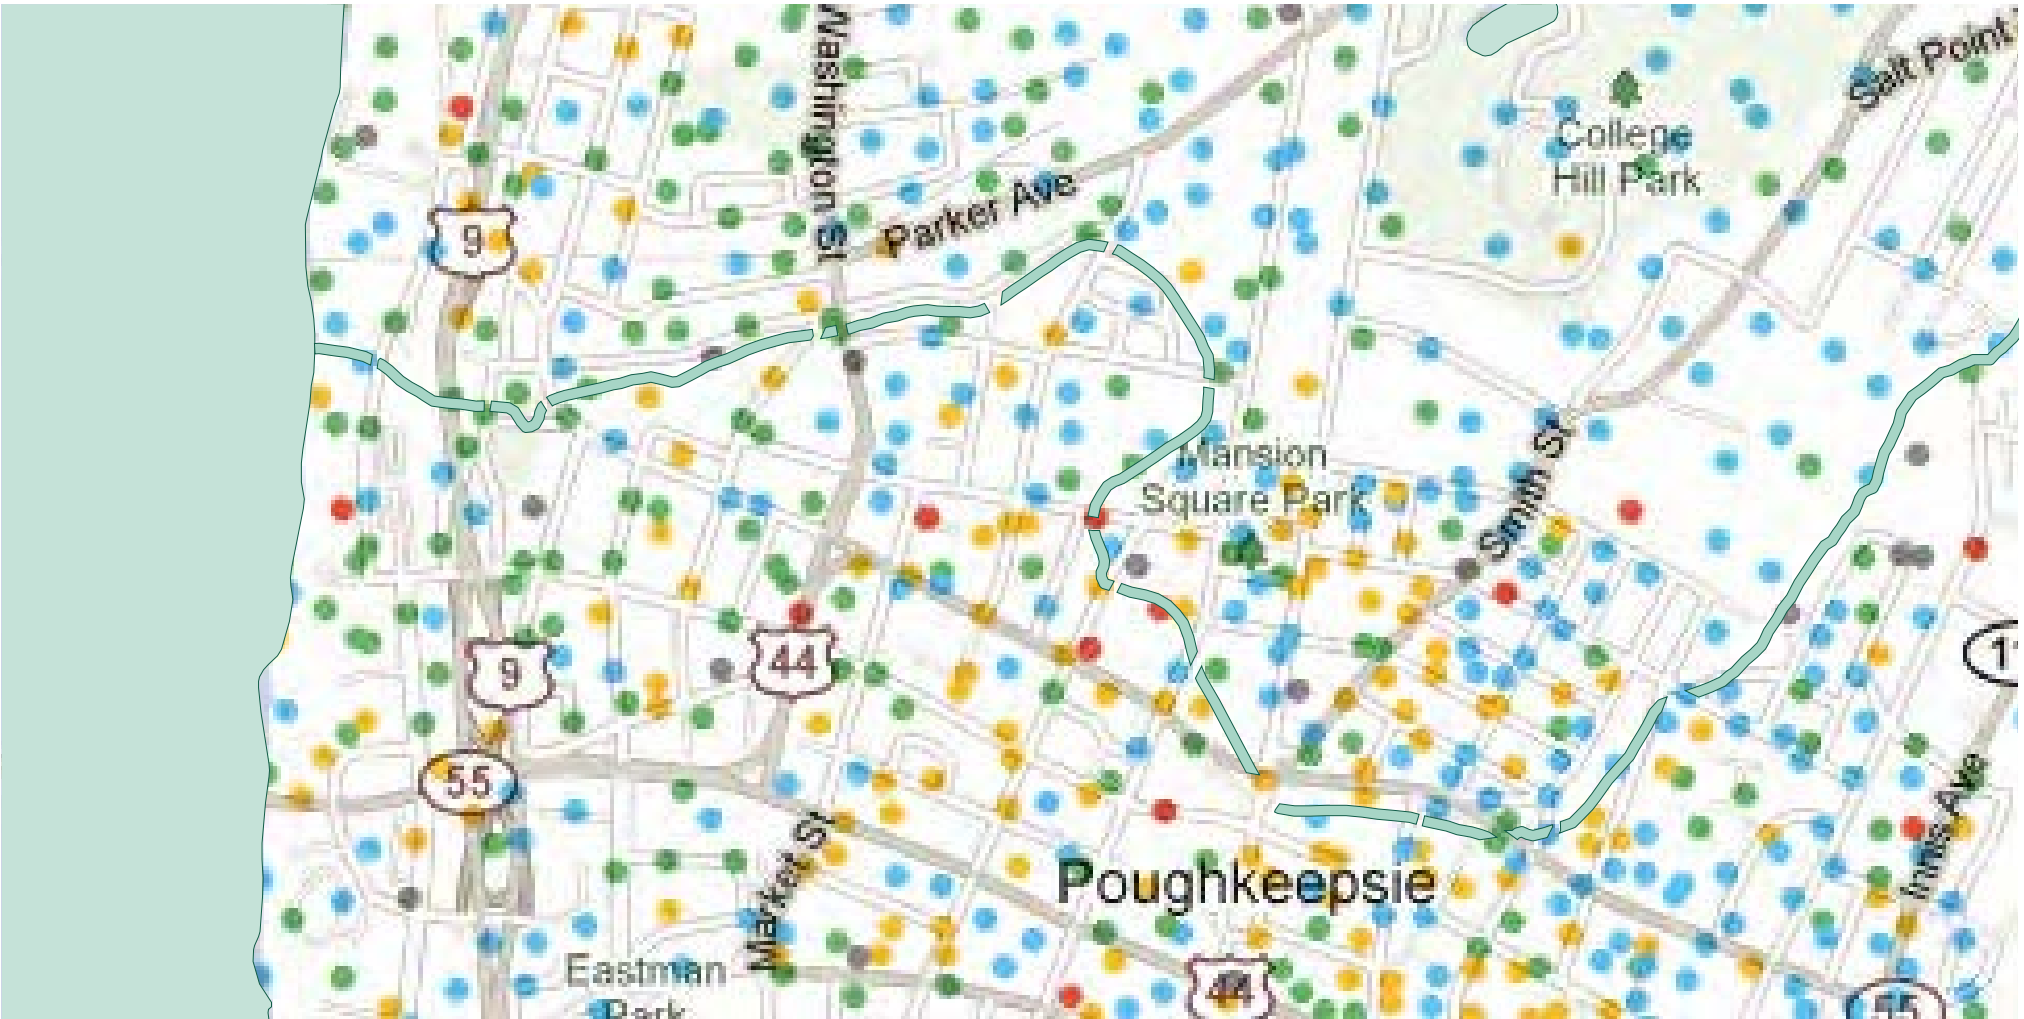 Washington St
Salt Point
College
Hill Park
Parker Ave
9
Mansion
Square Park
Smith St
9
44
55
Market St
Poughkeepsie
Innis Ave
Eastman
Park
44
55